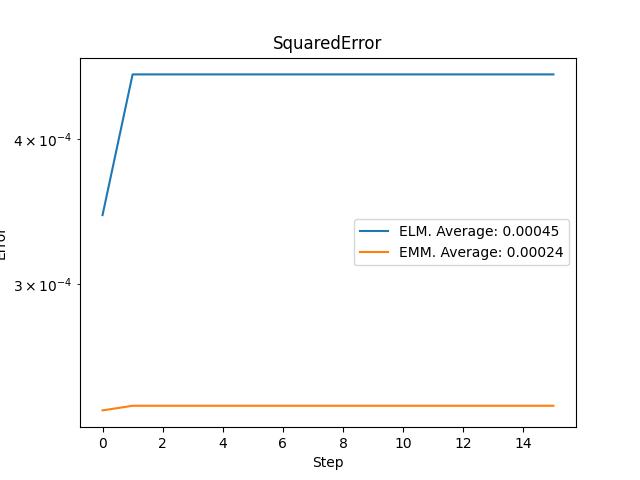 SquaredError
4 × 10⁻⁴
3 × 10⁻⁴
Error
ELM. Average: 0.00045
EMM. Average: 0.00024
0 2 4 6 8 10 12 14
Step